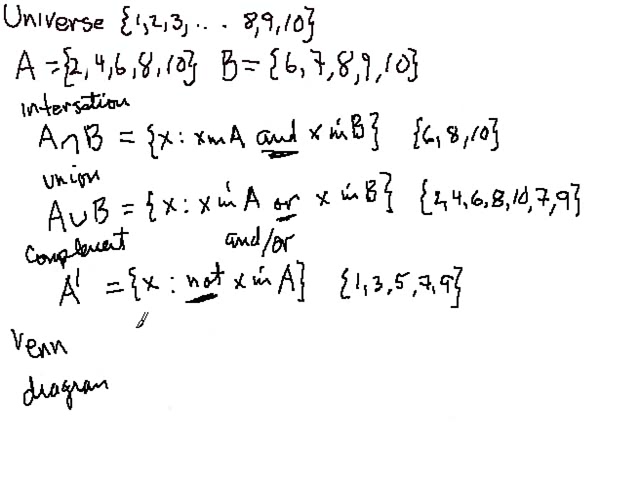 Universe {1,2,3, ... 8,9,10}
A = {2,4,6,8,10} B = {6,7,8,9,10}
intersation
A∩B = {x : x in A and x in B} {6,8,10}
union
A∪B = {x : x in A or x in B} {2,4,6,8,10,7,9}
and/or
Complement
A' = {x : not x in A} {1,3,5,7,9}
Venn
diagram